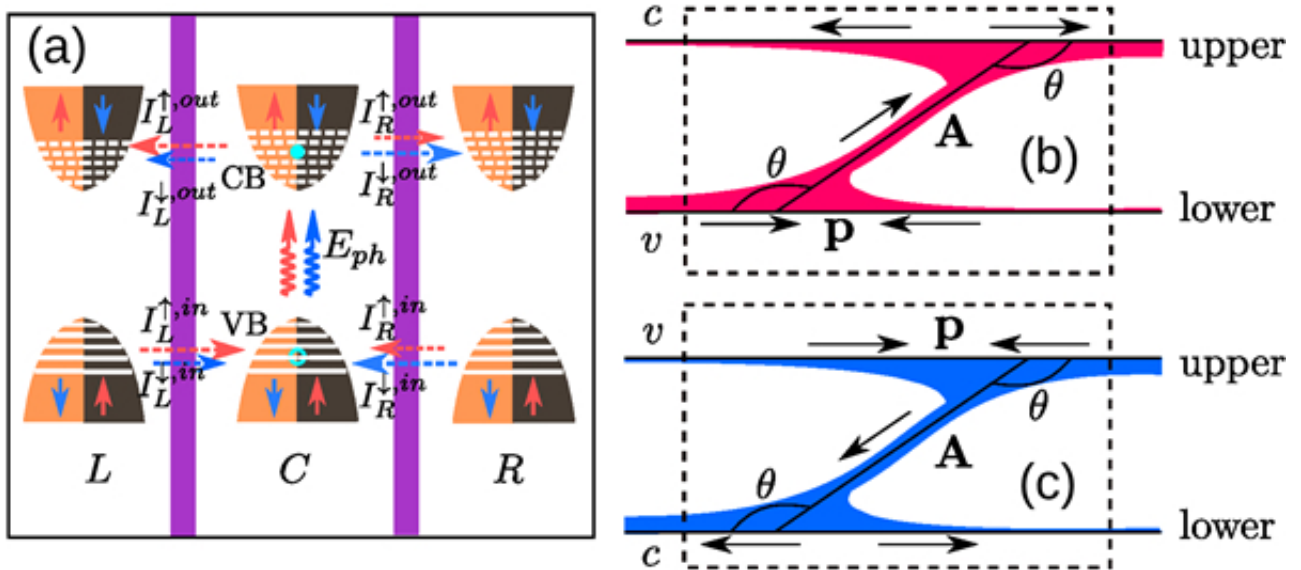 (a)
I_L^{↑,out}
I_R^{↑,out}
CB
I_L^{↓,out}
I_R^{↓,out}
E_{ph}
I_L^{↑,in}
VB
I_R^{↑,in}
I_L^{↓,in}
I_R^{↓,in}
L
C
R
c
upper
θ
A
(b)
θ
lower
v
p
v
p
upper
θ
A
(c)
θ
lower
c